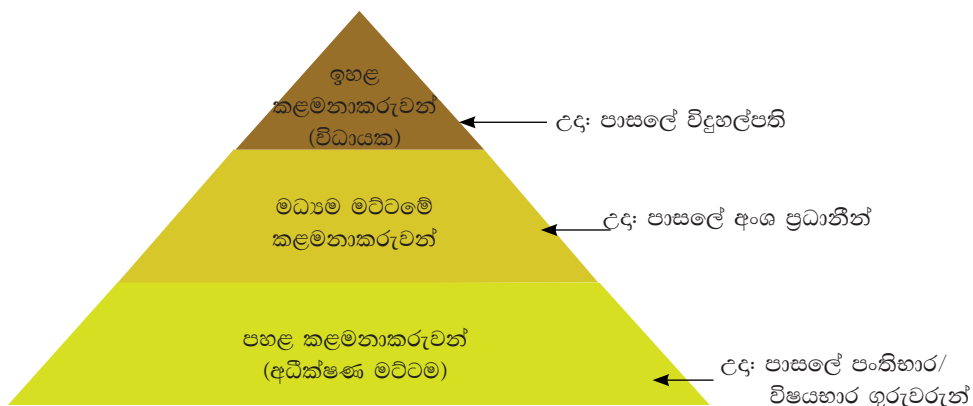 ඉහළ
කළමනාකරුවන්
(විධායක)
උදා: පාසලේ විදුහල්පති
මධ්‍යම මට්ටමේ
කළමනාකරුවන්
උදා: පාසලේ අංශ ප්‍රධානීන්
පහළ කළමනාකරුවන්
(අධීක්ෂණ මට්ටම)
උදා: පාසලේ පංතිභාර/
විෂයභාර ගුරුවරුන්